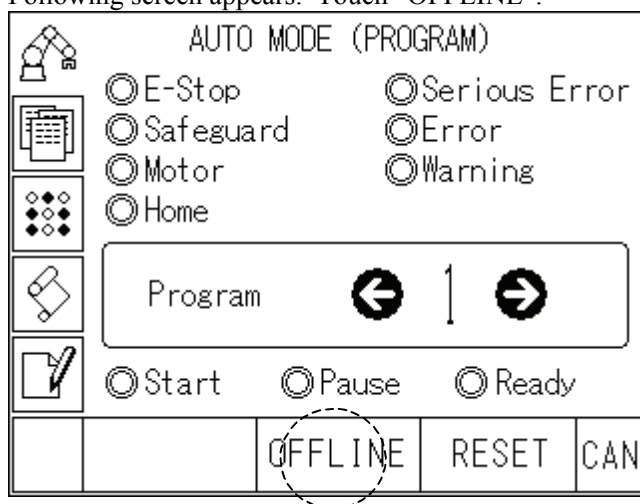 Following screen appears. Touch "OFFLINE".
AUTO MODE (PROGRAM)
E-Stop Serious Error
Safeguard Error
Motor Warning
Home
Program 1
Start Pause Ready
OFFLINE RESET CAN